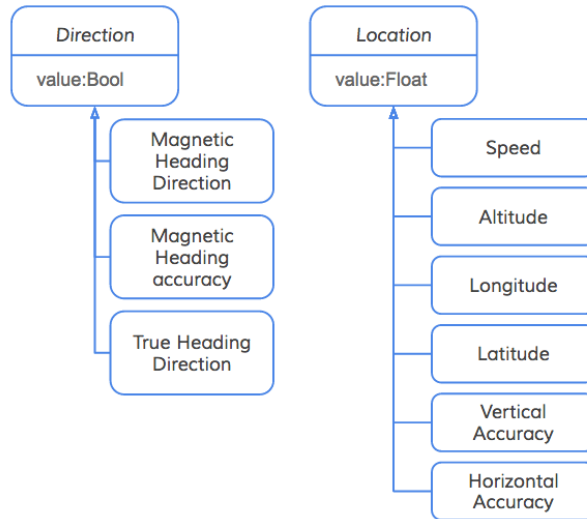 Direction
value:Bool
Magnetic
Heading
Direction
Magnetic
Heading
accuracy
True Heading
Direction
Location
value:Float
Speed
Altitude
Longitude
Latitude
Vertical
Accuracy
Horizontal
Accuracy